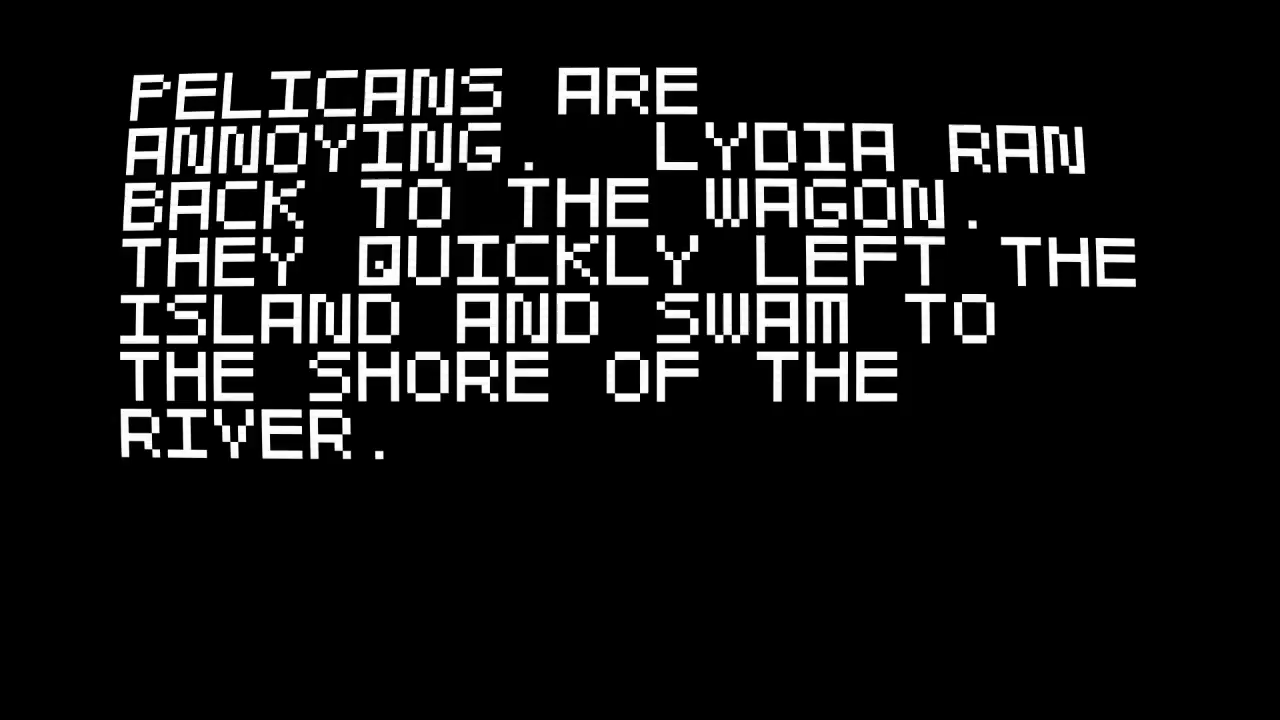 PELICANS ARE
ANNOYING.  LYDIA RAN
BACK TO THE WAGON.
THEY QUICKLY LEFT THE
ISLAND AND SWAM TO
THE SHORE OF THE
RIVER.